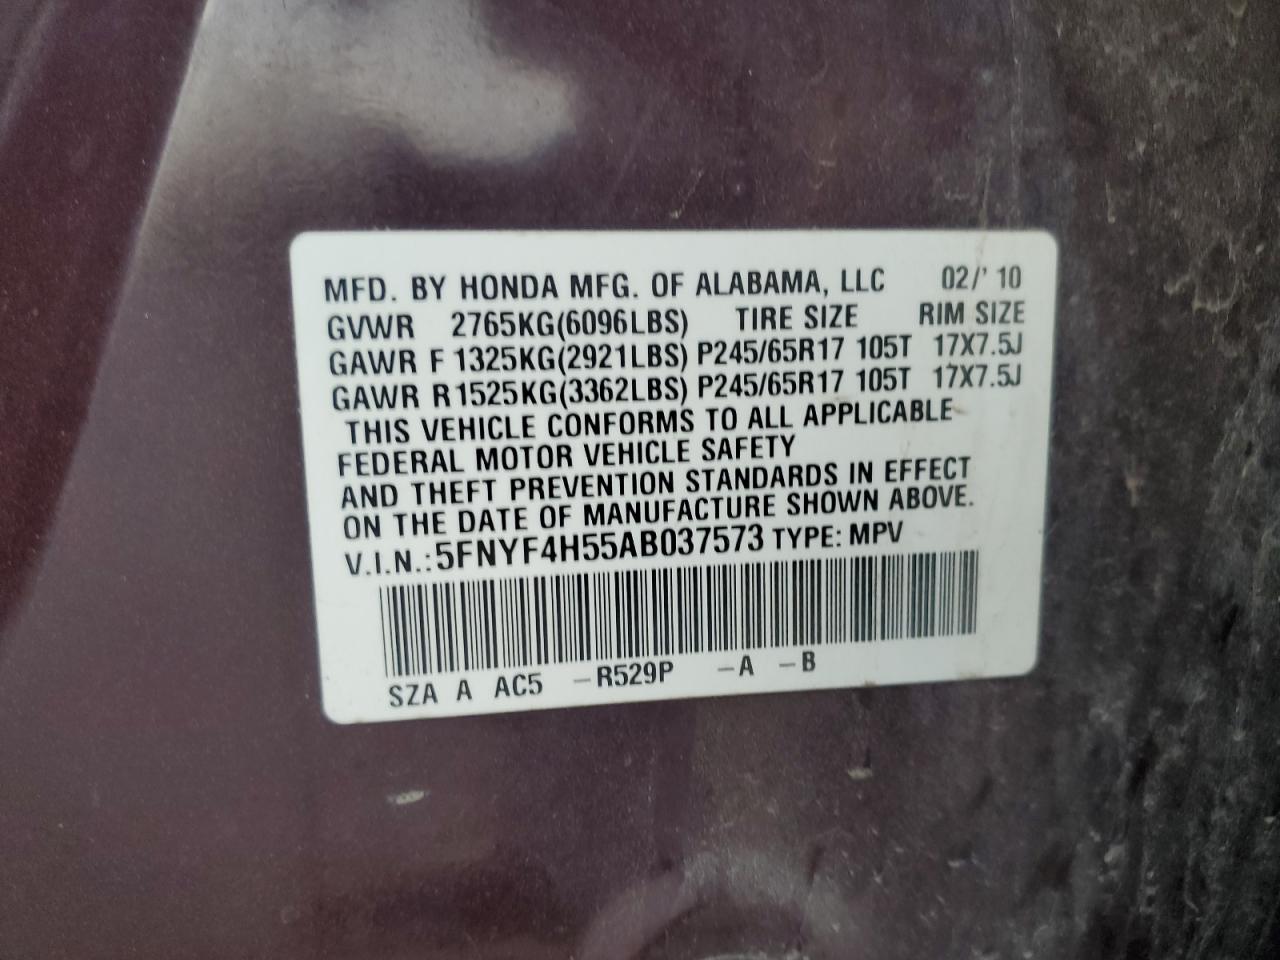 MFD. BY HONDA MFG. OF ALABAMA, LLC 02/'10
GVWR 2765KG(6096LBS) TIRE SIZE RIM SIZE
GAWR F 1325KG(2921LBS) P245/65R17 105T 17X7.5J
GAWR R 1525KG(3362LBS) P245/65R17 105T 17X7.5J
THIS VEHICLE CONFORMS TO ALL APPLICABLE
FEDERAL MOTOR VEHICLE SAFETY
AND THEFT PREVENTION STANDARDS IN EFFECT
ON THE DATE OF MANUFACTURE SHOWN ABOVE.
V.I.N.: 5FNYF4H55AB037573 TYPE: MPV
SZA A AC5 -R529P -A -B